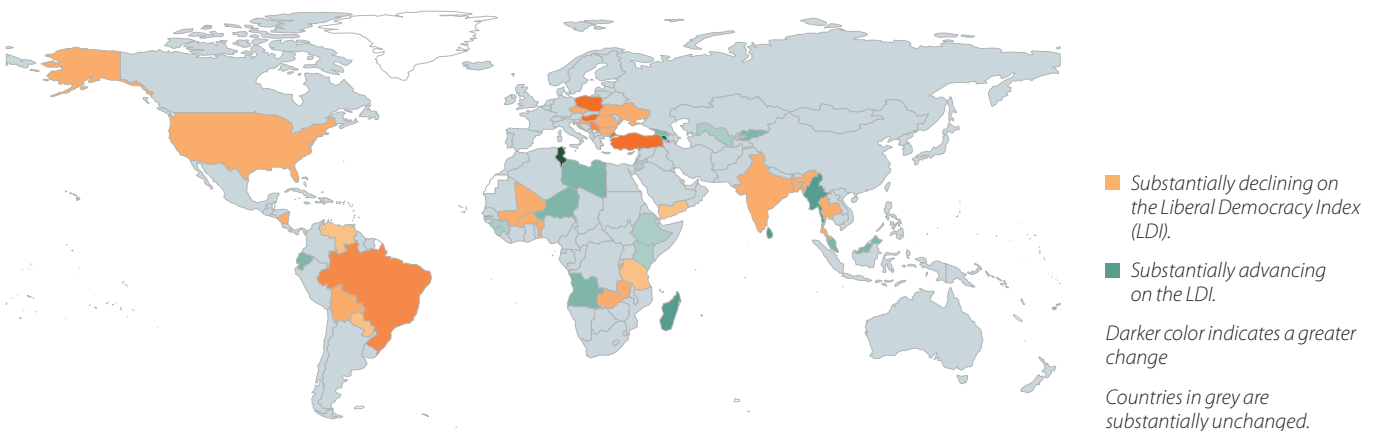 Substantially declining on
the Liberal Democracy Index
(LDI).
Substantially advancing
on the LDI.
Darker color indicates a greater
change
Countries in grey are
substantially unchanged.